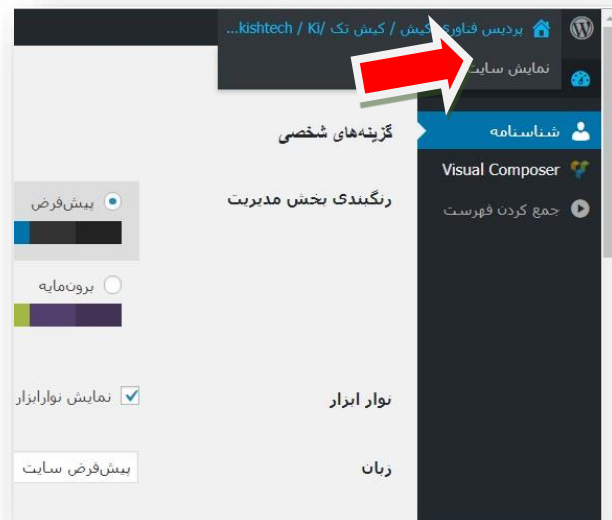 پردیس فناوری کیش / کیش تک /kishtech / Ki...
نمایش سایت
شناسنامه
Visual Composer
جمع کردن فهرست
گزینه‌های شخصی
رنگبندی بخش مدیریت
پیش‌فرض
برون‌مایه
نوار ابزار
نمایش نوارابزار
زبان
پیش‌فرض سایت